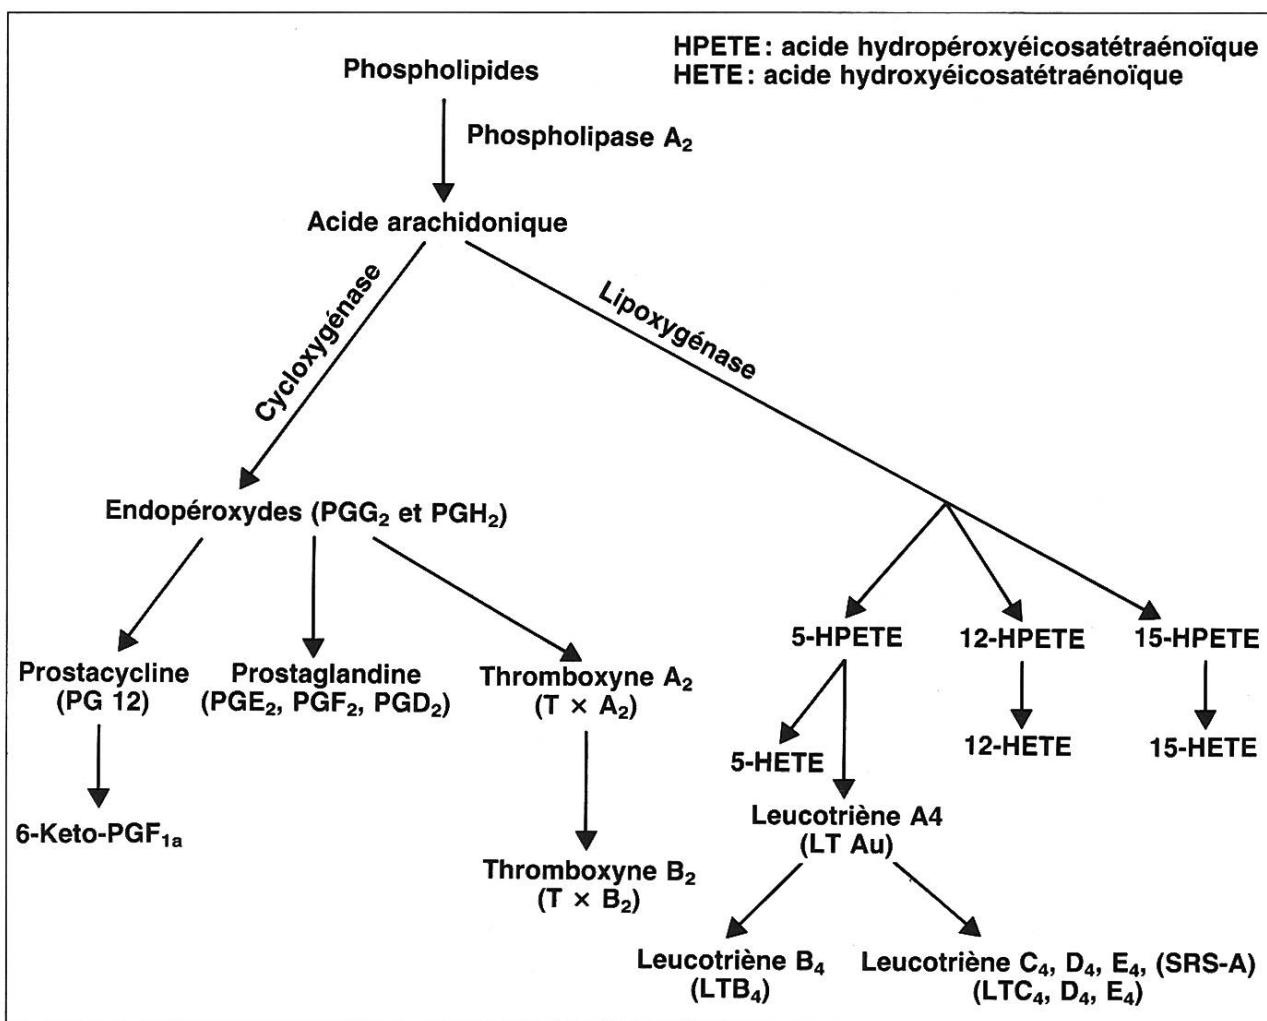 HPETE : acide hydropéroxyéicosatétraénoïque
HETE : acide hydroxyéicosatétraénoïque
Phospholipides
Phospholipase A₂
Acide arachidonique
Cycloxygénase
Lipoxygénase
Endopéroxydes (PGG₂ et PGH₂)
5-HPETE
12-HPETE
15-HPETE
Prostacycline
(PG 12)
Prostaglandine
(PGE₂, PGF₂, PGD₂)
Thromboxyne A₂
(T × A₂)
5-HETE
12-HETE
15-HETE
6-Keto-PGF₁ₐ
Leucotriène A4
(LT Au)
Thromboxyne B₂
(T × B₂)
Leucotriène B₄
(LTB₄)
Leucotriène C₄, D₄, E₄, (SRS-A)
(LTC₄, D₄, E₄)